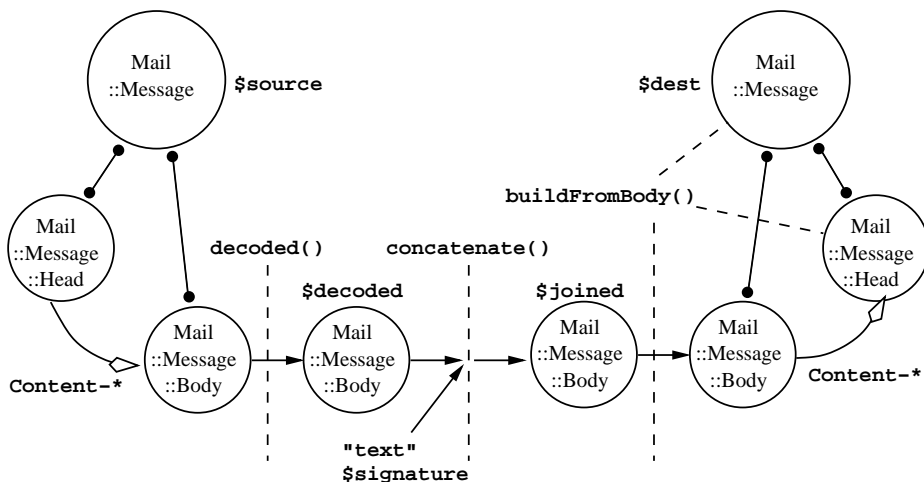 Mail
::Message
$source
Mail
::Message
$dest
Mail
::Message
::Head
buildFromBody()
Mail
::Message
::Head
decoded()
concatenate()
$decoded
$joined
Mail
::Message
::Body
Mail
::Message
::Body
Mail
::Message
::Body
Mail
::Message
::Body
Content-*
Content-*
"text"
$signature